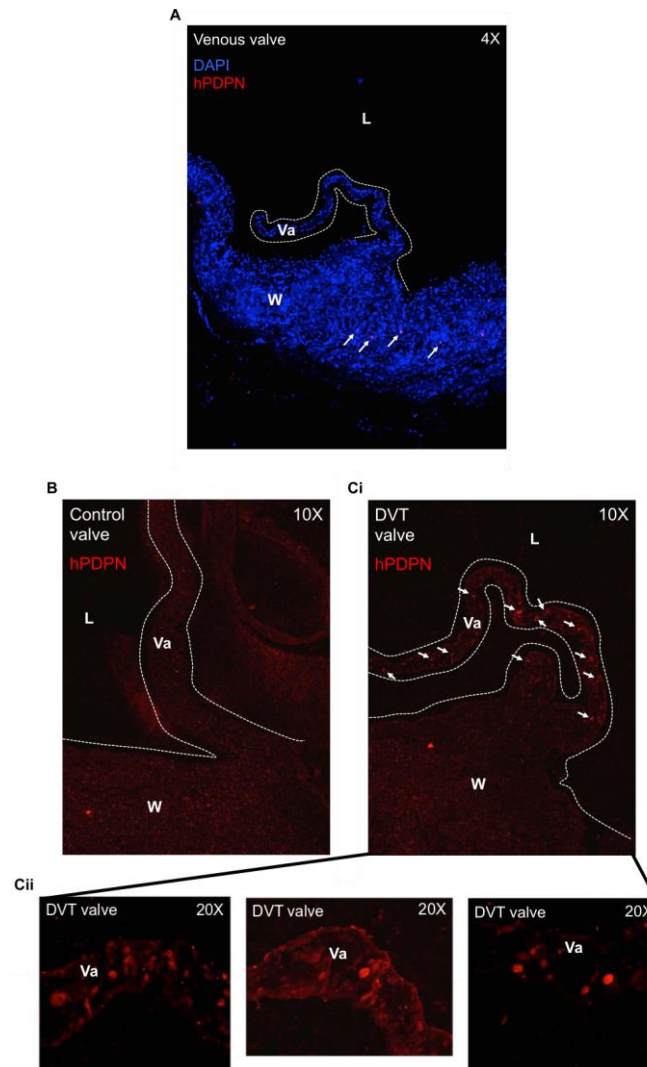 A
Venous valve 4X
DAPI
hPDPN
L
Va
W
B
Control
valve
10X
hPDPN
L
Va
W
Ci
DVT
valve
10X
hPDPN
L
Va
W
Cii
DVT valve 20X
Va
DVT valve 20X
Va
DVT valve 20X
Va